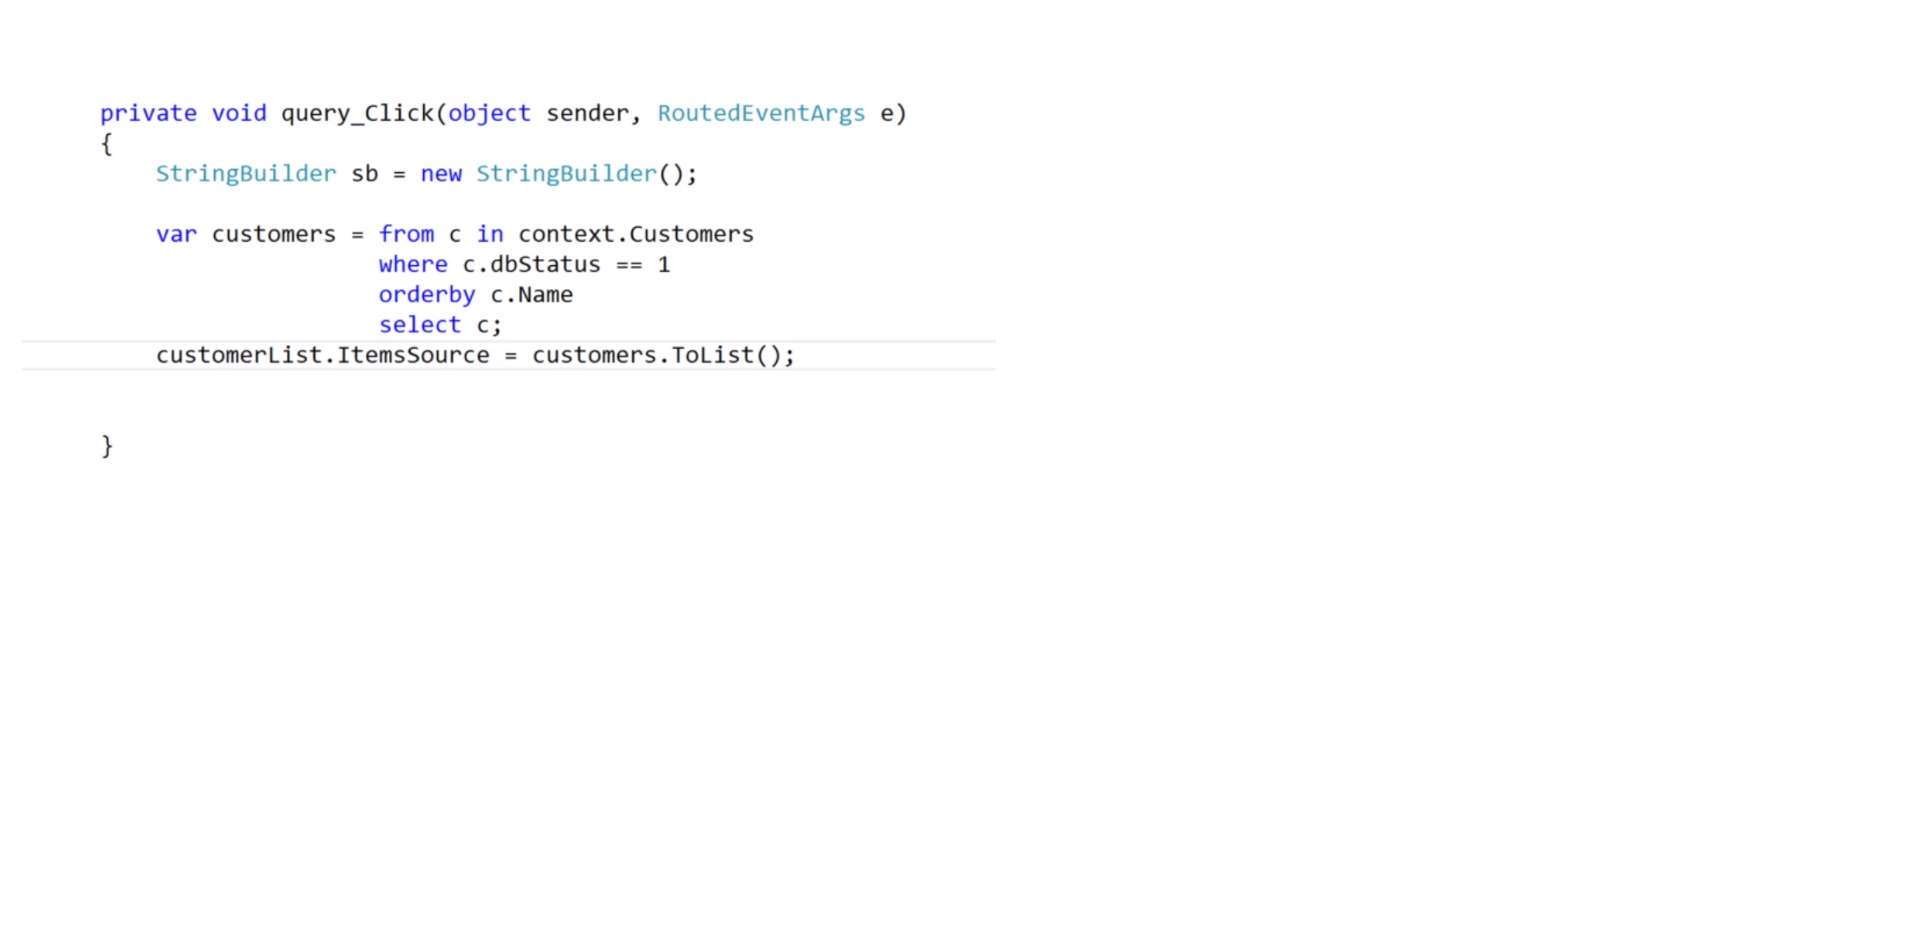 private void query_Click(object sender, RoutedEventArgs e)
{
StringBuilder sb = new StringBuilder();
var customers = from c in context.Customers
where c.dbStatus == 1
orderby c.Name
select c;
customerList.ItemsSource = customers.ToList();
}